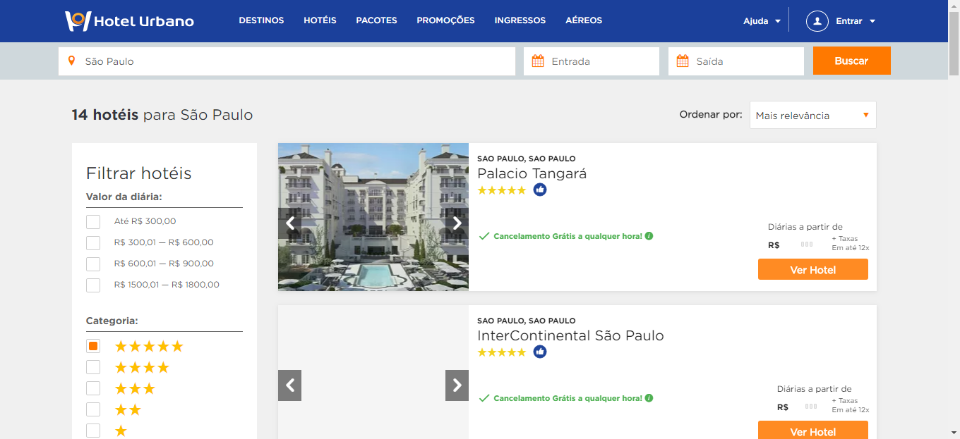 Hotel Urbano
DESTINOS HOTÉIS PACOTES PROMOÇÕES INGRESSOS AÉREOS
Ajuda Entrar
São Paulo
Entrada
Saída
Buscar
14 hotéis para São Paulo
Ordenar por: Mais relevância
Filtrar hotéis
Valor da diária:
Até R$ 300,00
R$ 300,01 — R$ 600,00
R$ 600,01 — R$ 900,00
R$ 1500,01 — R$ 1800,00
Categoria:
SAO PAULO, SAO PAULO
Palacio Tangará
Cancelamento Grátis a qualquer hora!
Diárias a partir de
R$
+ Taxas
Em até 12x
Ver Hotel
SAO PAULO, SAO PAULO
InterContinental São Paulo
Cancelamento Grátis a qualquer hora!
Diárias a partir de
R$
+ Taxas
Em até 12x
Ver Hotel